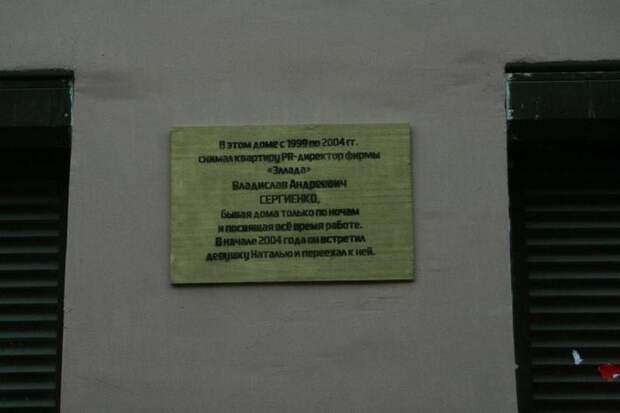 В этом доме с 1999 по 2004 гг.
снимал квартиру PR-директор фирмы
«Эллада»
Владислав Андреевич
СЕРГИЕНКО,
бывая дома только по ночам
и посвящая всё время работе.
В начале 2004 года он встретил
девушку Наталью и переехал к ней.